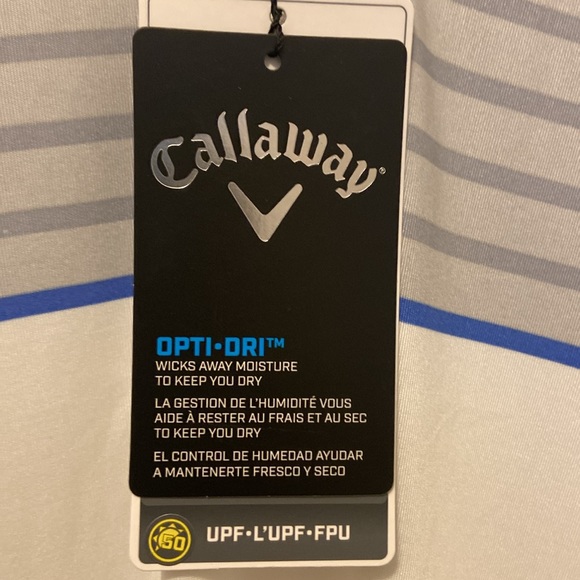 Callaway®
OPTI•DRI™
WICKS AWAY MOISTURE
TO KEEP YOU DRY
LA GESTION DE L'HUMIDITÉ VOUS
AIDE À RESTER AU FRAIS ET AU SEC
TO KEEP YOU DRY
EL CONTROL DE HUMEDAD AYUDAR
A MANTENERTE FRESCO Y SECO
50
UPF•L'UPF•FPU